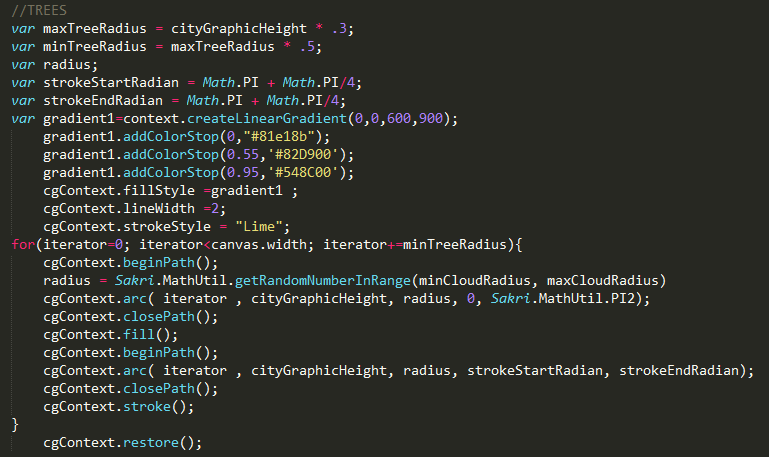 //TREES
var maxTreeRadius = cityGraphicHeight * .3;
var minTreeRadius = maxTreeRadius * .5;
var radius;
var strokeStartRadian = Math.PI + Math.PI/4;
var strokeEndRadian = Math.PI + Math.PI/4;
var gradient1=context.createLinearGradient(0,0,600,900);
gradient1.addColorStop(0,"#81e18b");
gradient1.addColorStop(0.55,'#82D900');
gradient1.addColorStop(0.95,'#548C00');
cgContext.fillStyle =gradient1 ;
cgContext.lineWidth =2;
cgContext.strokeStyle = "Lime";
for(iterator=0; iterator<canvas.width; iterator+=minTreeRadius){
cgContext.beginPath();
radius = Sakri.MathUtil.getRandomNumberInRange(minCloudRadius, maxCloudRadius)
cgContext.arc( iterator , cityGraphicHeight, radius, 0, Sakri.MathUtil.PI2);
cgContext.closePath();
cgContext.fill();
cgContext.beginPath();
cgContext.arc( iterator , cityGraphicHeight, radius, strokeStartRadian, strokeEndRadian);
cgContext.closePath();
cgContext.stroke();
}
cgContext.restore();